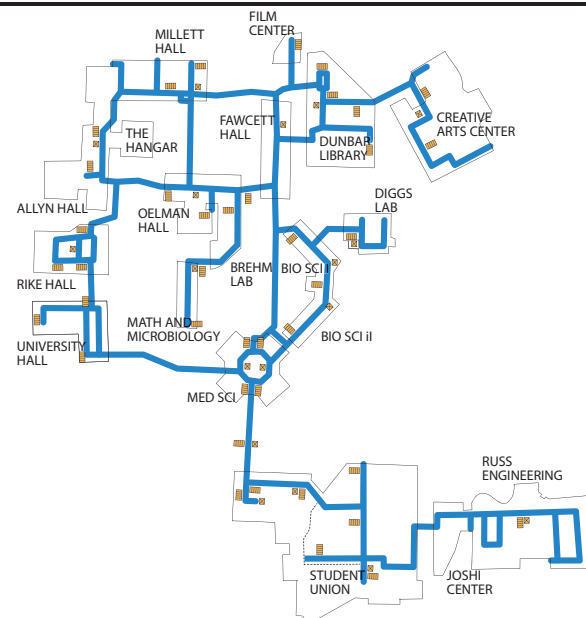 FILM
CENTER
MILLETT
HALL
FAWCETT
HALL
CREATIVE
ARTS CENTER
THE
HANGAR
DUNBAR
LIBRARY
DIGGS
LAB
ALLYN HALL
OELMAN
HALL
BREHM
LAB
BIO SCI I
RIKE HALL
MATH AND
MICROBIOLOGY
BIO SCI iI
UNIVERSITY
HALL
MED SCI
RUSS
ENGINEERING
STUDENT
UNION
JOSHI
CENTER